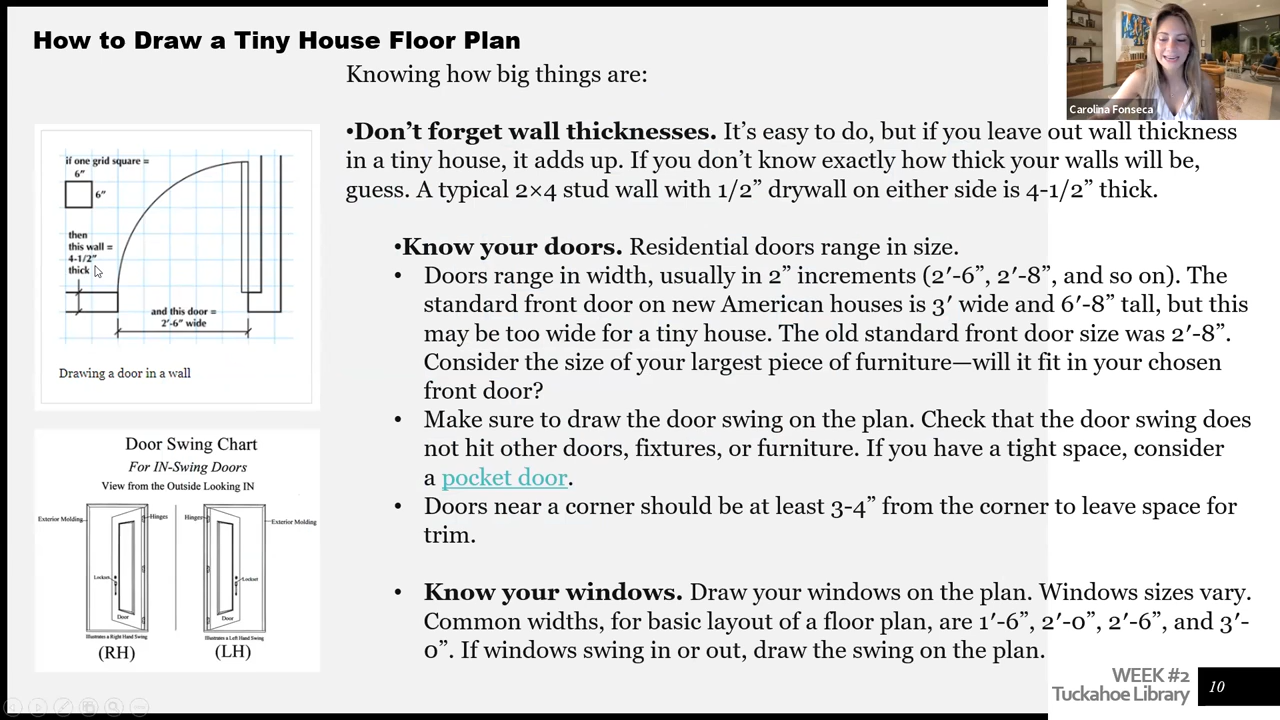 How to Draw a Tiny House Floor Plan
Knowing how big things are:
Carolina Fonseca
•Don’t forget wall thicknesses. It’s easy to do, but if you leave out wall thickness
in a tiny house, it adds up. If you don’t know exactly how thick your walls will be,
guess. A typical 2×4 stud wall with 1/2” drywall on either side is 4-1/2” thick.
•Know your doors. Residential doors range in size.
• Doors range in width, usually in 2” increments (2′-6”, 2′-8”, and so on). The
standard front door on new American houses is 3′ wide and 6′-8” tall, but this
may be too wide for a tiny house. The old standard front door size was 2′-8”.
Consider the size of your largest piece of furniture—will it fit in your chosen
front door?
• Make sure to draw the door swing on the plan. Check that the door swing does
not hit other doors, fixtures, or furniture. If you have a tight space, consider
a pocket door.
• Doors near a corner should be at least 3-4” from the corner to leave space for
trim.
• Know your windows. Draw your windows on the plan. Windows sizes vary.
Common widths, for basic layout of a floor plan, are 1′-6”, 2′-0”, 2′-6”, and 3′-
0”. If windows swing in or out, draw the swing on the plan.
if one grid square =
6”
6”
then
this wall =
4-1/2”
thick
and this door =
2’-6” wide
Drawing a door in a wall
Door Swing Chart
For IN-Swing Doors
View from the Outside Looking IN
Exterior Molding
Hinges
Hinges
Exterior Molding
Lockset
Lockset
Door
Door
Illustrates a Right Hand Swing
Illustrates a Left Hand Swing
(RH)
(LH)
WEEK #2
Tuckahoe Library
10